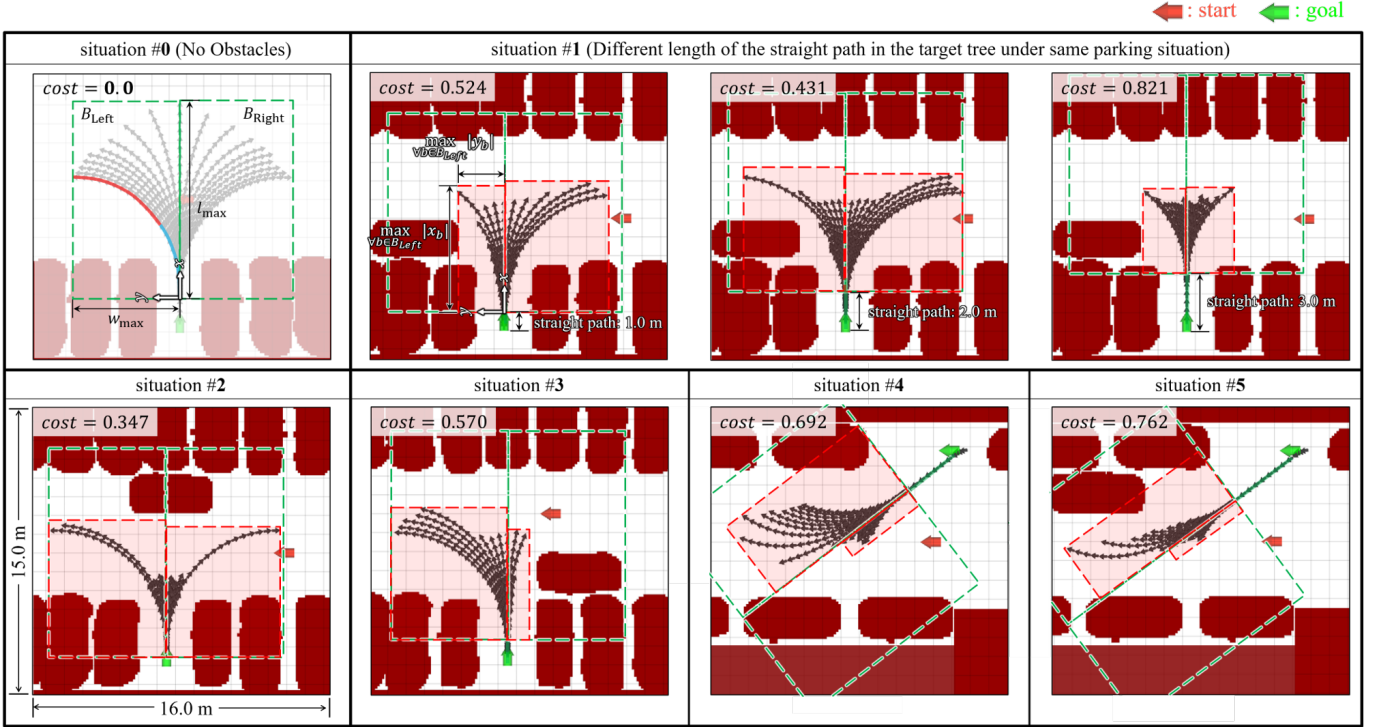 : start : goal
situation #0 (No Obstacles)
situation #1 (Different length of the straight path in the target tree under same parking situation)
cost = 0.0
B_Left
B_Right
l_max
x
y
w_max
cost = 0.524
max |y_b|
∀b∈B_Left
max |x_b|
∀b∈B_Left
x
y
straight path: 1.0 m
cost = 0.431
straight path: 2.0 m
cost = 0.821
straight path: 3.0 m
situation #2
situation #3
situation #4
situation #5
cost = 0.347
15.0 m
16.0 m
cost = 0.570
cost = 0.692
cost = 0.762